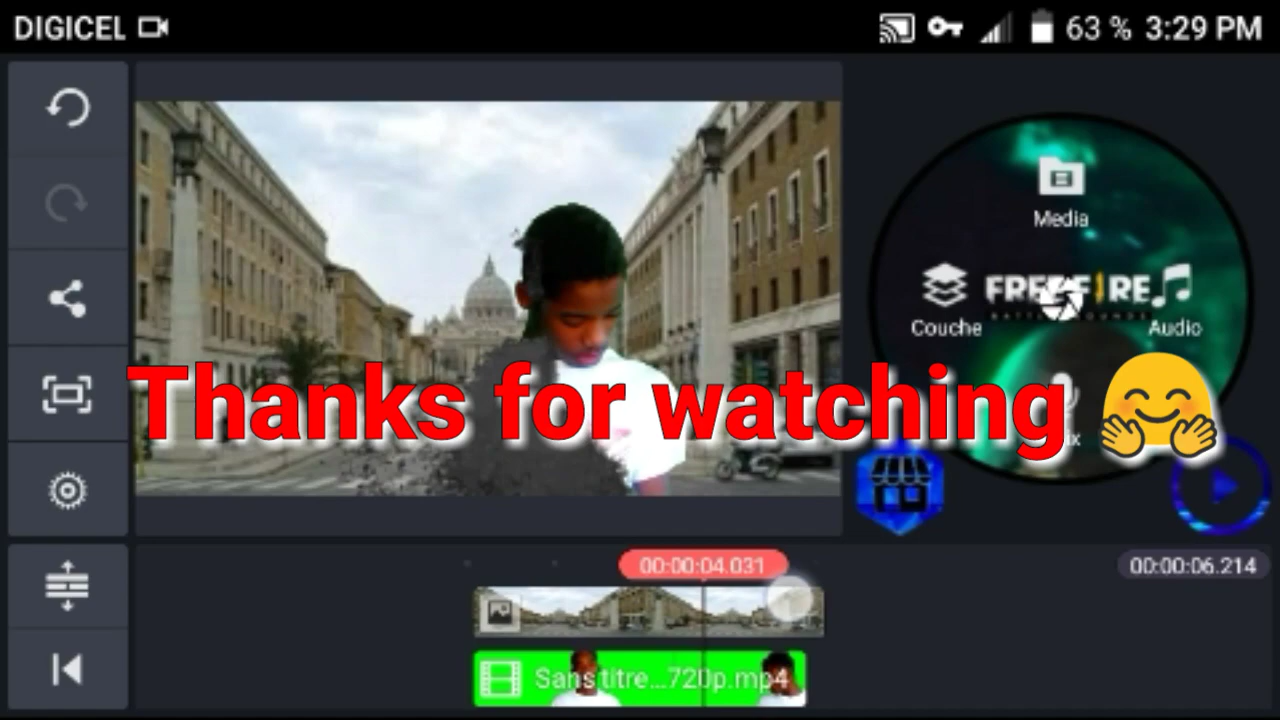 DIGICEL 63 % 3:29 PM
Media
FREE FIRE
Couche
Audio
Thanks for watching 🤗
00:00:04.031
00:00:06.214
Sans titre...720p.mp4